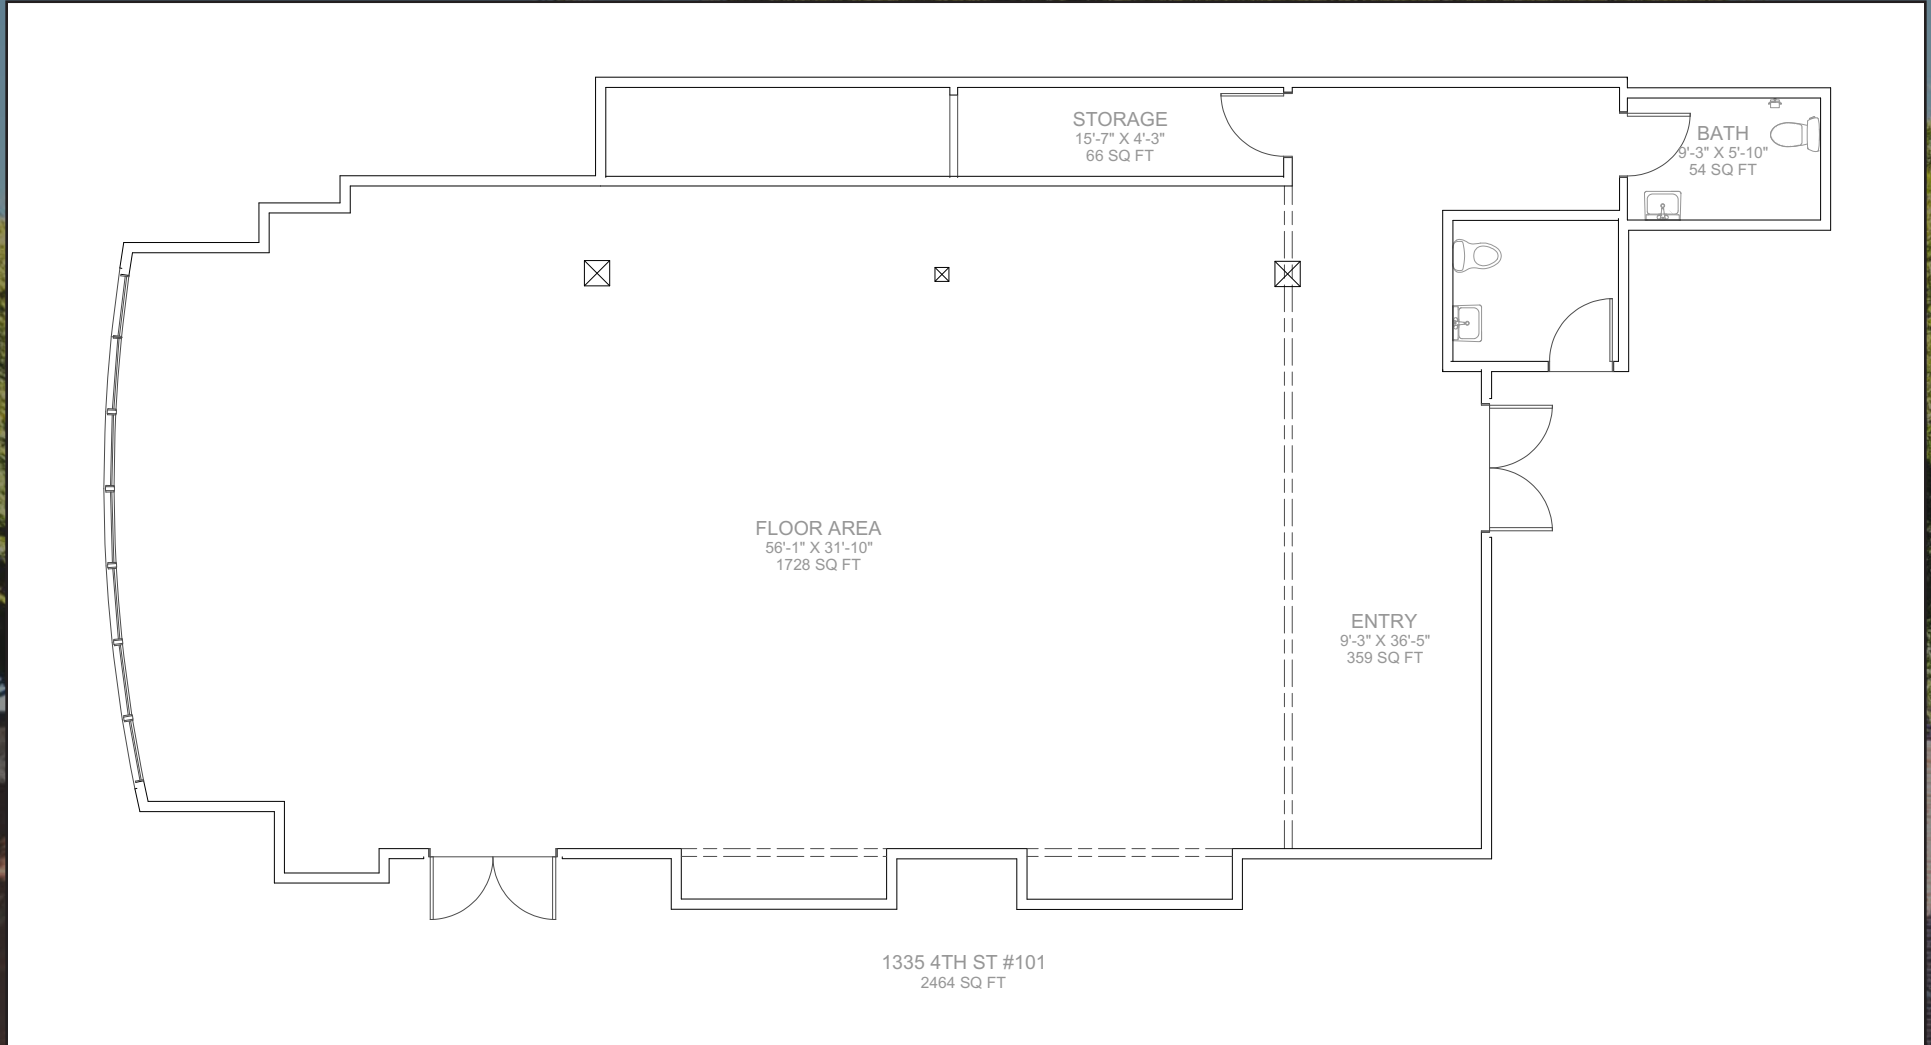 STORAGE
15'-7" X 4'-3"
66 SQ FT
BATH
9'-3" X 5'-10"
54 SQ FT
FLOOR AREA
56'-1" X 31'-10"
1728 SQ FT
ENTRY
9'-3" X 36'-5"
359 SQ FT
1335 4TH ST #101
2464 SQ FT